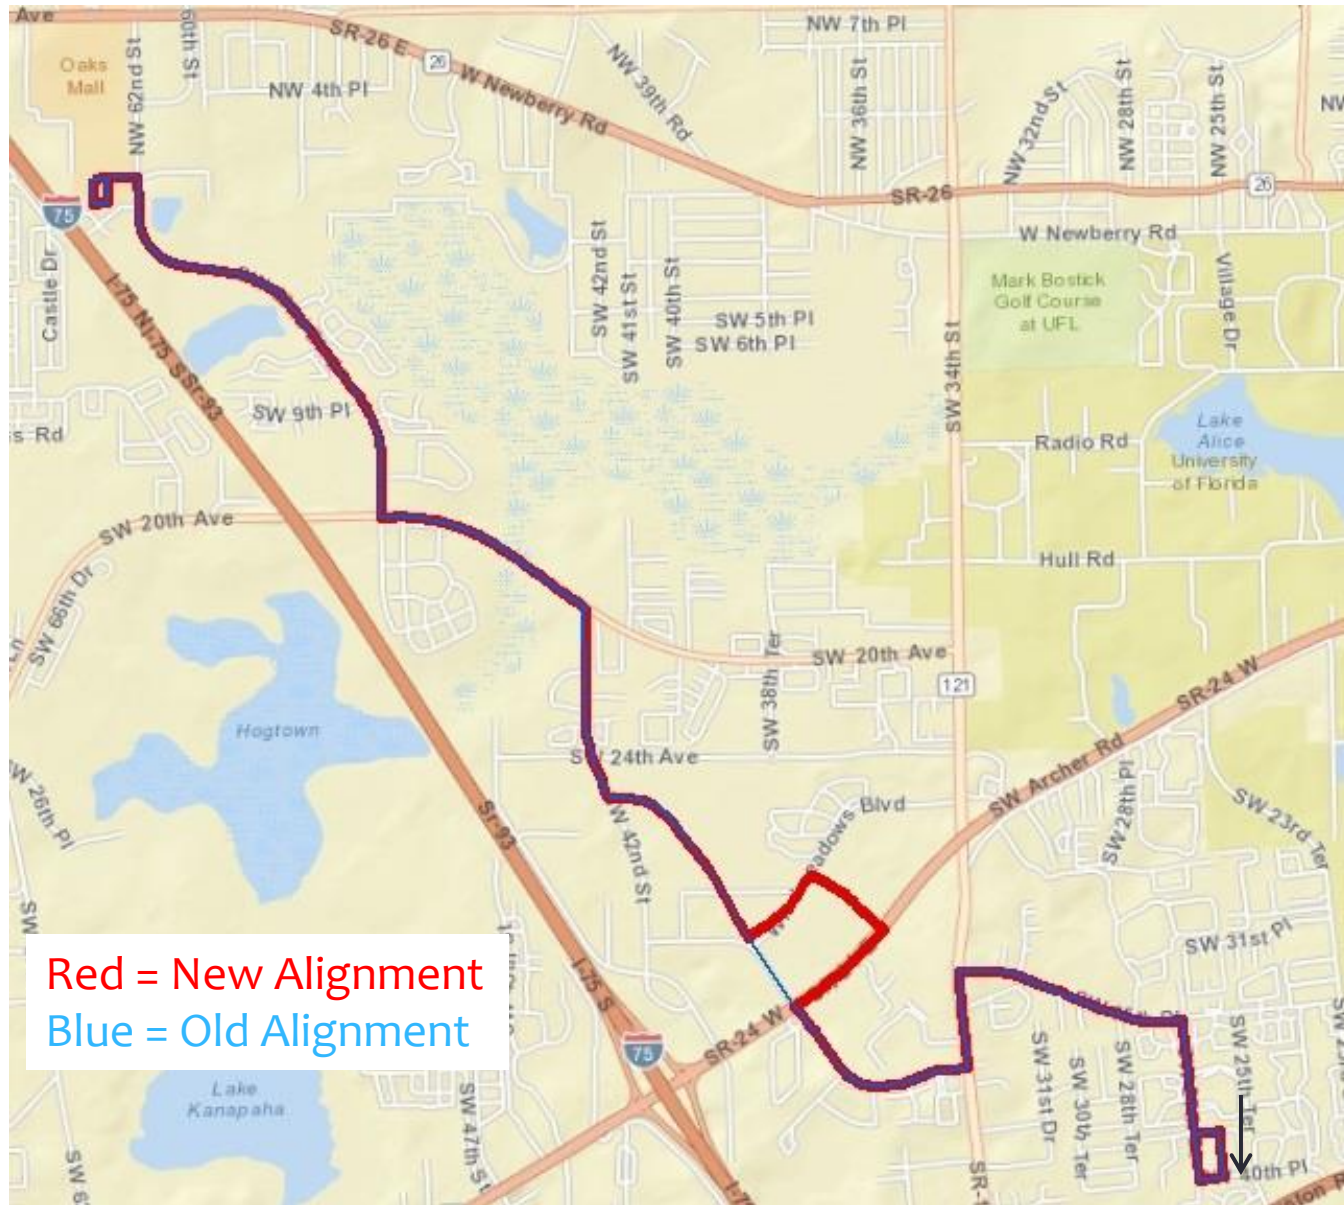 Ave
SR-26 E
26
W Newberry Rd
NW 7th Pl
60th St
NW 62nd St
Oaks
Mall
NW 4th Pl
NW 39th Rd
NW 36th St
NW 32nd St
NW 28th St
NW 25th St
NW
SR-26
26
W Newberry Rd
75
Castle Dr
I-75 N
I-75 S
Sr-93
SW 42nd St
SW 41st St
SW 40th St
SW 5th Pl
SW 6th Pl
SW 34th St
Mark Bostick
Golf Course
at UFL
Village Dr
SW 9th Pl
s Rd
Radio Rd
Lake
Alice
University
of Florida
SW 20th Ave
SW 66th Dr
Ln
Hull Rd
SW 38th Ter
SW 20th Ave
121
SR-24 W
Hogtown
SW 24th Ave
SW Archer Rd
SW 26th Pl
Sr-93
W 42nd St
adows Blvd
SW 28th Pl
SW 23rd Ter
SW
SW 31st Pl
Red = New Alignment
Blue = Old Alignment
I-75 S
75
SR-24 W
SW 31st Dr
SW 30th Ter
SW 28th Ter
SW 25th Ter
Lake
Kanapaha
SW 47th St
SW 6
SR-1
I-7
40th Pl